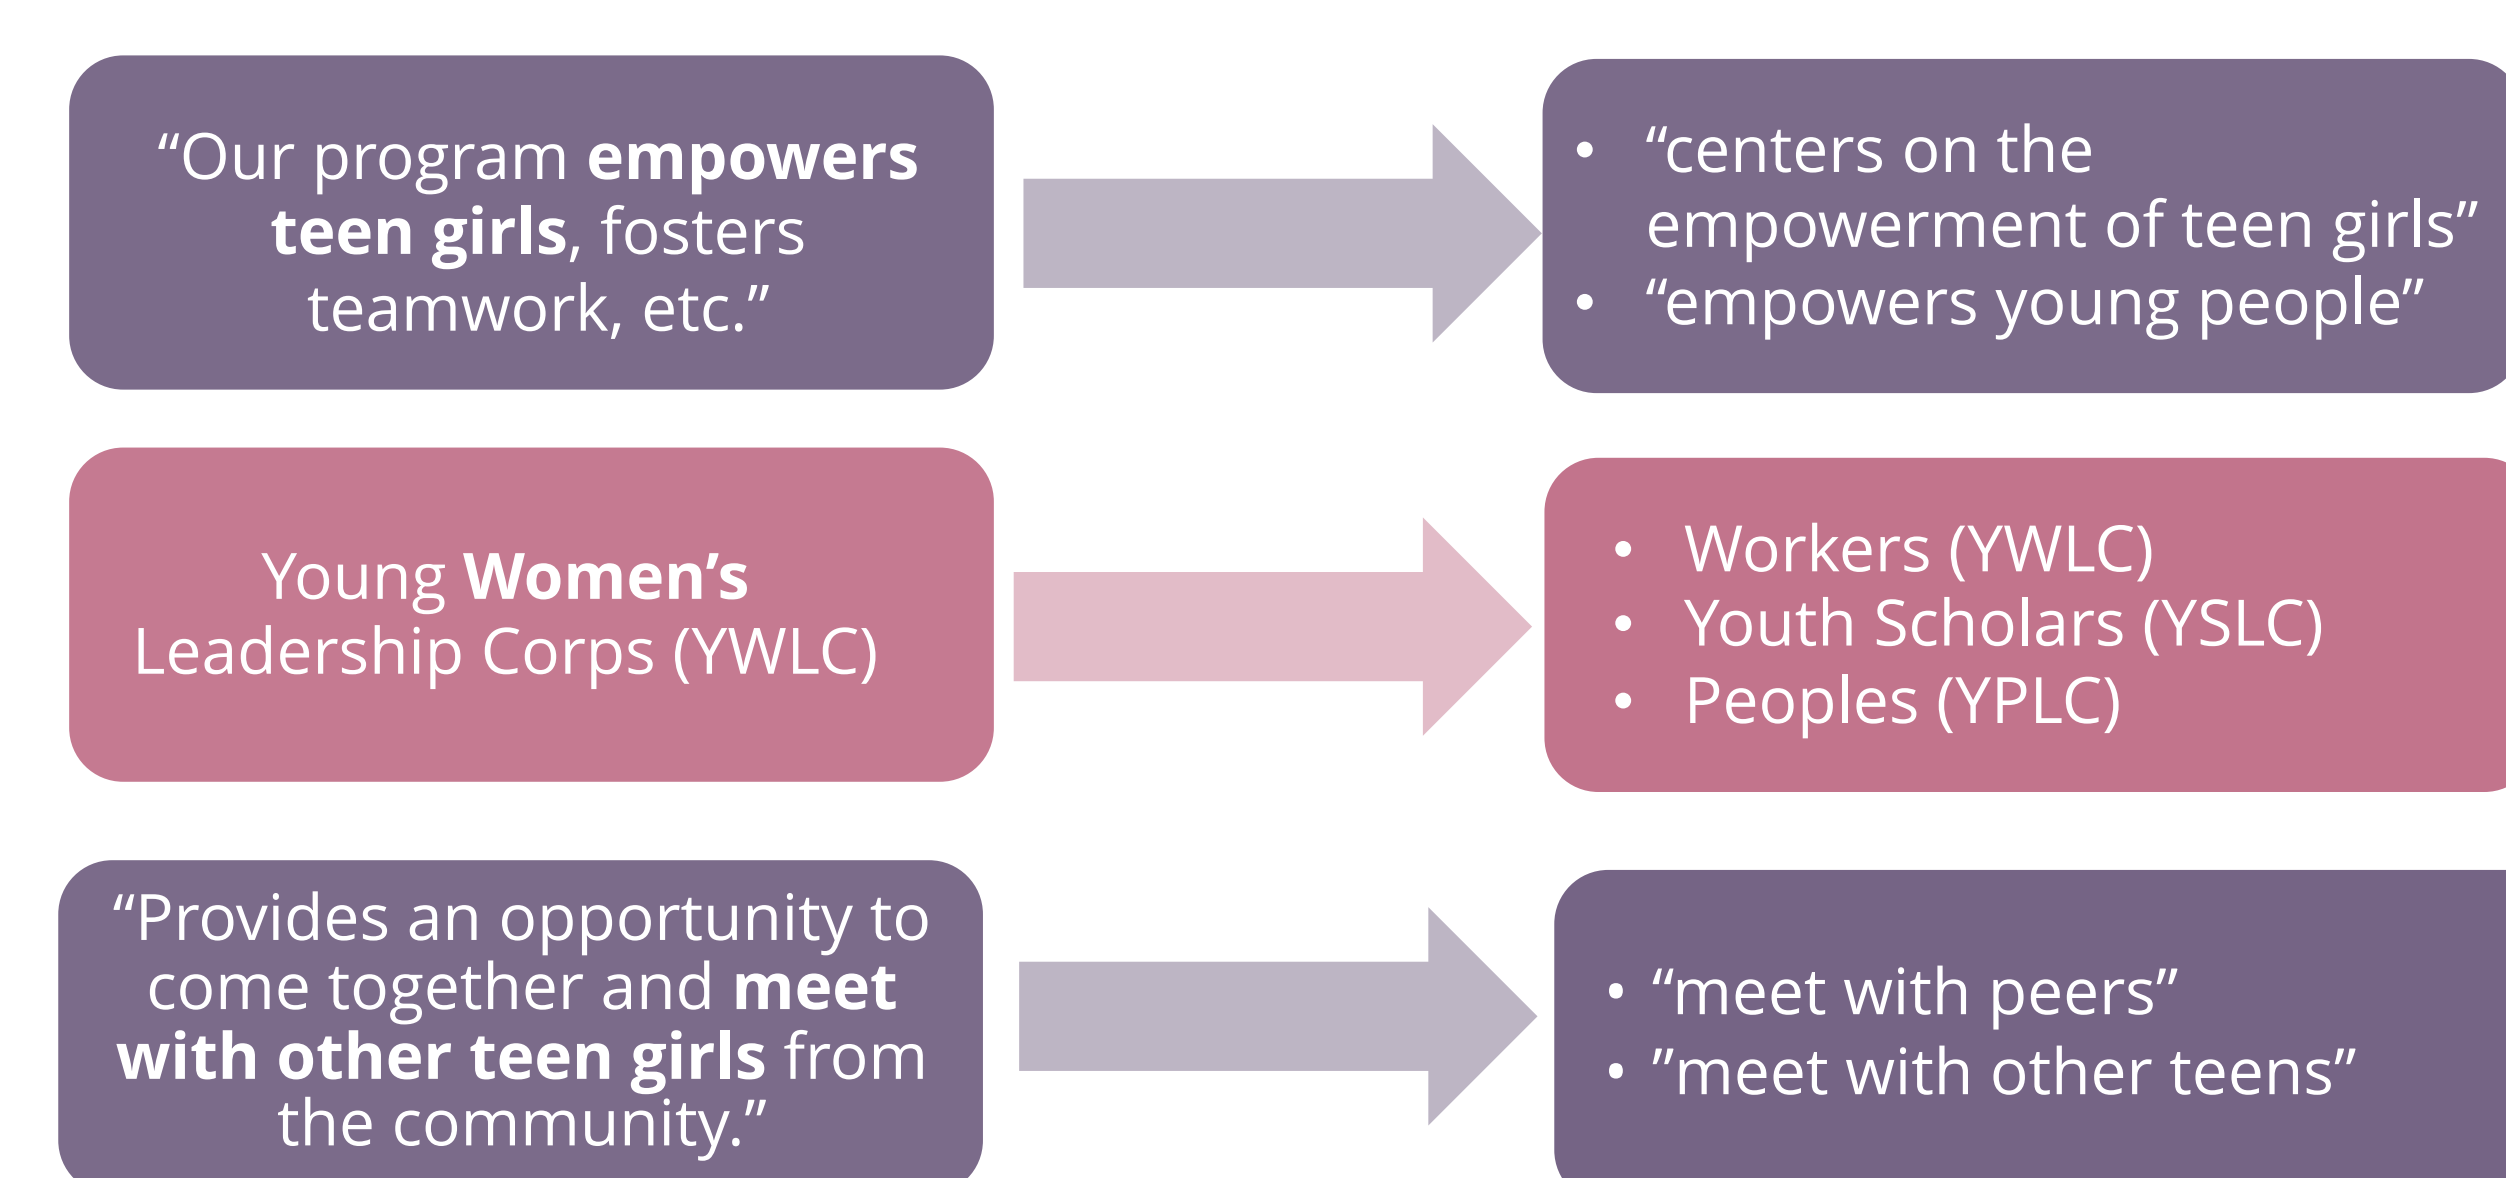 “Our program empowers
teen girls, fosters
teamwork, etc.”
• “centers on the
empowerment of teen girls”
• “empowers young people”
Young Women’s
Leadership Corps (YWLC)
• Workers (YWLC)
• Youth Scholars (YSLC)
• Peoples (YPLC)
“Provides an opportunity to
come together and meet
with other teen girls from
the community.”
• “meet with peers”
• ”meet with other teens”